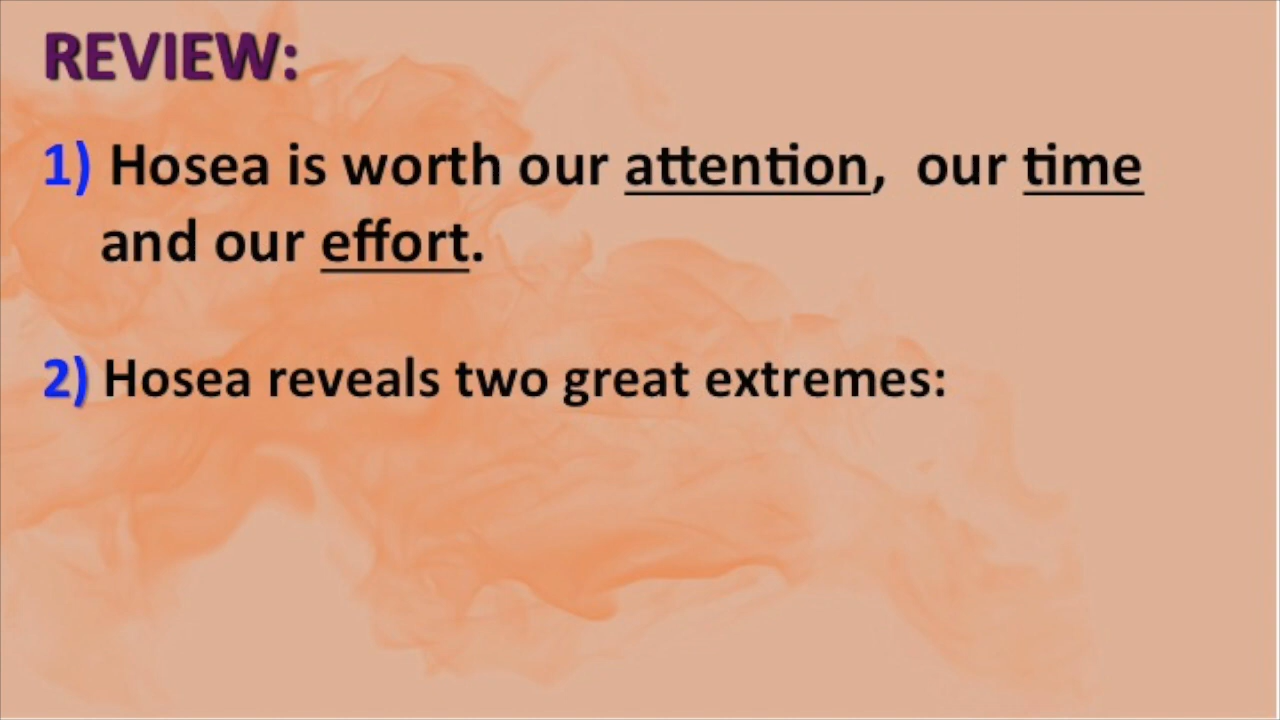 REVIEW:
1) Hosea is worth our attention, our time
and our effort.
2) Hosea reveals two great extremes: